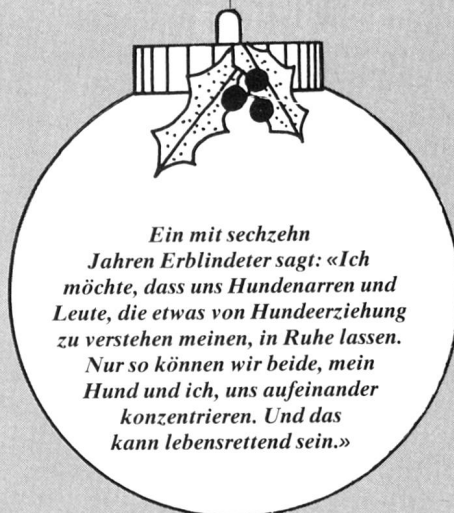 Ein mit sechzehn
Jahren Erblindeter sagt: «Ich
möchte, dass uns Hundenarren und
Leute, die etwas von Hundeerziehung
zu verstehen meinen, in Ruhe lassen.
Nur so können wir beide, mein
Hund und ich, uns aufeinander
konzentrieren. Und das
kann lebensrettend sein.»